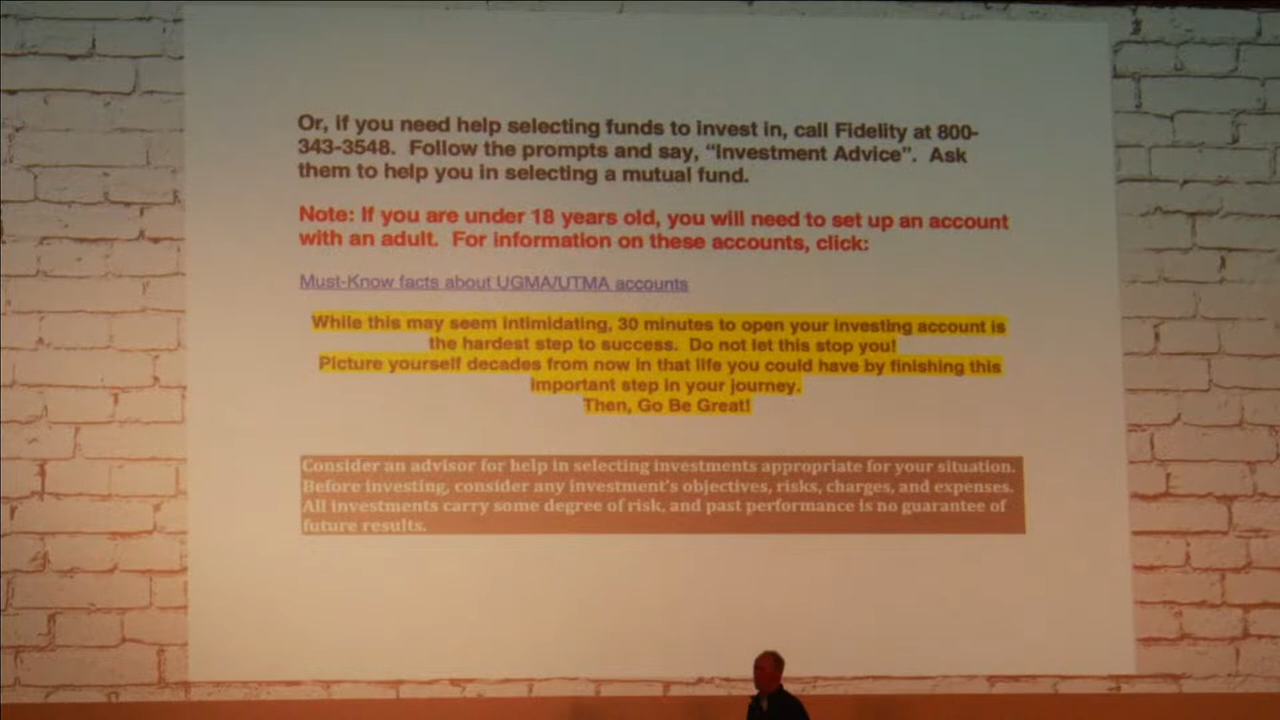 Or, if you need help selecting funds to invest in, call Fidelity at 800-
343-3548.  Follow the prompts and say, “Investment Advice”.  Ask
them to help you in selecting a mutual fund.
Note: If you are under 18 years old, you will need to set up an account
with an adult.  For information on these accounts, click:
Must-Know facts about UGMA/UTMA accounts
While this may seem intimidating, 30 minutes to open your investing account is
the hardest step to success.  Do not let this stop you!
Picture yourself decades from now in that life you could have by finishing this
important step in your journey.
Then, Go Be Great!
Consider an advisor for help in selecting investments appropriate for your situation.
Before investing, consider any investment's objectives, risks, charges, and expenses.
All investments carry some degree of risk, and past performance is no guarantee of
future results.